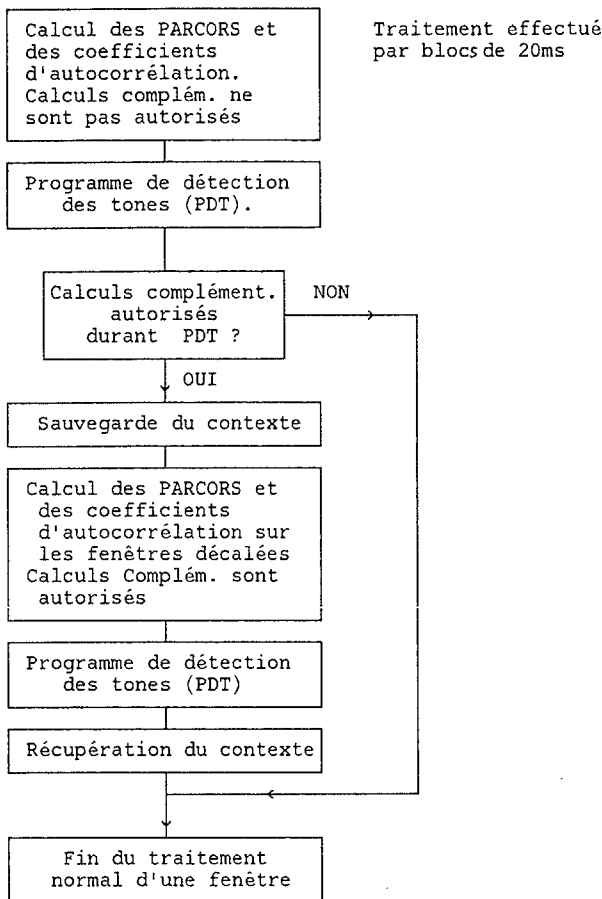 Calcul des PARCORS et
des coefficients
d'autocorrélation.
Calculs complém. ne
sont pas autorisés
Traitement effectué
par blocs de 20ms
Programme de détection
des tones (PDT).
Calculs complément.
autorisés
durant PDT ?
NON
OUI
Sauvegarde du contexte
Calcul des PARCORS et
des coefficients
d'autocorrélation sur
les fenêtres décalées
Calculs Complém. sont
autorisés
Programme de détection
des tones (PDT)
Récupération du contexte
Fin du traitement
normal d'une fenêtre